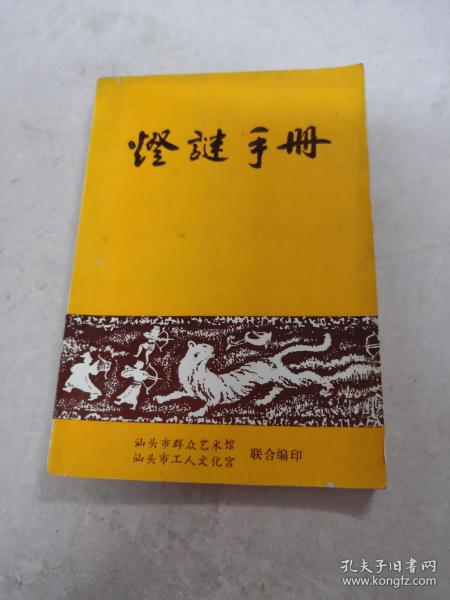 燈謎手册
汕头市群众艺术馆
汕头市工人文化宫
联合编印
孔夫子旧书网
www.kongfz.com